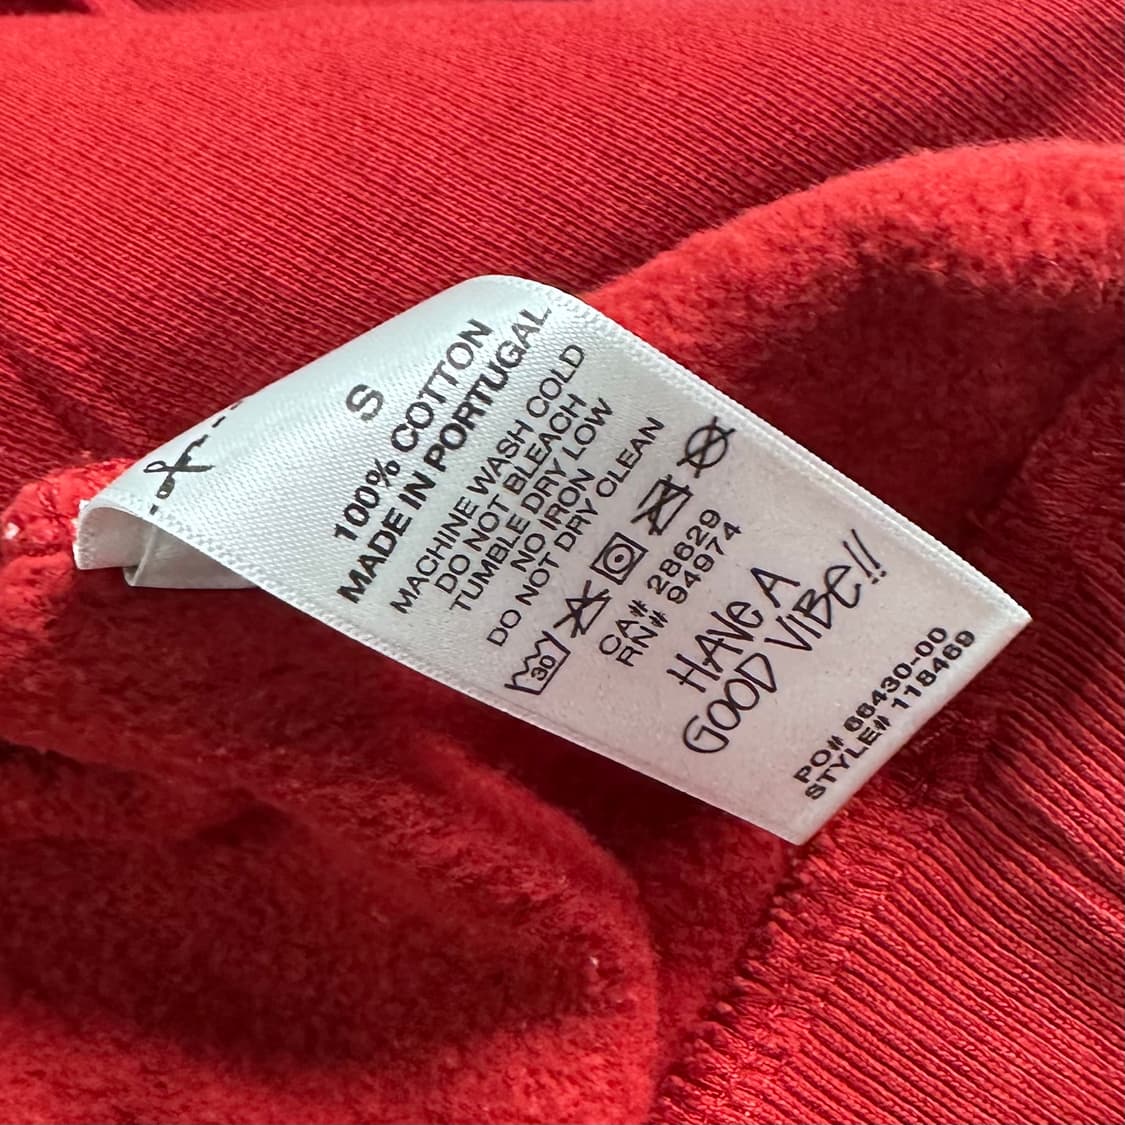 S
100% COTTON
MADE IN PORTUGAL
MACHINE WASH COLD
DO NOT BLEACH
TUMBLE DRY LOW
NO IRON
DO NOT DRY CLEAN
30
CA# 28629
RN# 94974
HAVE A
GOOD VIBE!!
PO# 66430-00
STYLE# 118469